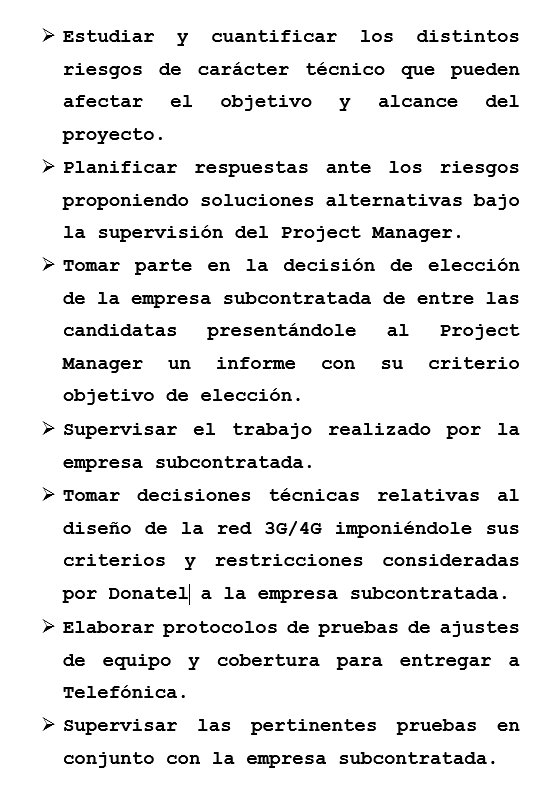 ➢ Estudiar y cuantificar los distintos
riesgos de carácter técnico que pueden
afectar el objetivo y alcance del
proyecto.
➢ Planificar respuestas ante los riesgos
proponiendo soluciones alternativas bajo
la supervisión del Project Manager.
➢ Tomar parte en la decisión de elección
de la empresa subcontratada de entre las
candidatas presentándole al Project
Manager un informe con su criterio
objetivo de elección.
➢ Supervisar el trabajo realizado por la
empresa subcontratada.
➢ Tomar decisiones técnicas relativas al
diseño de la red 3G/4G imponiéndole sus
criterios y restricciones consideradas
por Donatel a la empresa subcontratada.
➢ Elaborar protocolos de pruebas de ajustes
de equipo y cobertura para entregar a
Telefónica.
➢ Supervisar las pertinentes pruebas en
conjunto con la empresa subcontratada.